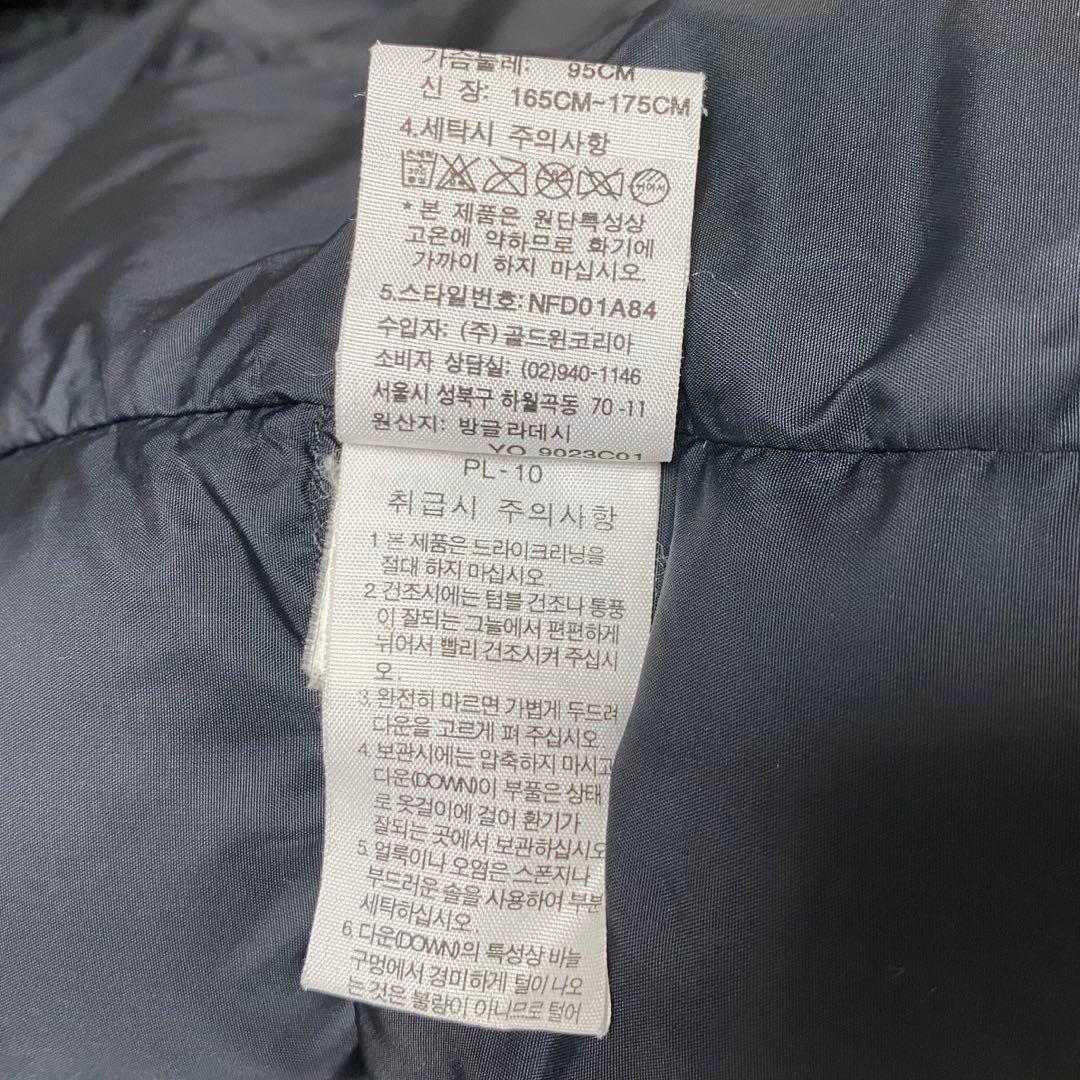 가슴둘레: 95CM
신 장: 165CM~175CM
4.세탁시 주의사항
* 본 제품은 원단특성상
고온에 약하므로 화기에
가까이 하지 마십시오.
5.스타일번호: NFD01A84
수입자: (주) 골드윈코리아
소비자 상담실: (02)940-1146
서울시 성북구 하월곡동 70-11
원산지: 방글라데시
YO 9023C01
PL-10
취급시 주의사항
1 본 제품은 드라이크리닝을
절대 하지 마십시오.
2 건조시에는 텀블 건조나 통풍
이 잘되는 그늘에서 편편하게
뉘어서 빨리 건조시켜 주십시
오.
3. 완전히 마르면 가볍게 두드려
다운을 고르게 펴 주십시오.
4. 보관시에는 압축하지 마시고
다운(DOWN)이 부풀은 상태
로 옷걸이에 걸어 환기가
잘되는 곳에서 보관하십시오
5. 얼룩이나 오염은 스폰지나
부드러운 솔을 사용하여 부분
세탁하십시오
6. 다운(DOWN)의 특성상 바늘
구멍에서 경미하게 털이 나오
는것은 불량이 아니므로 털어